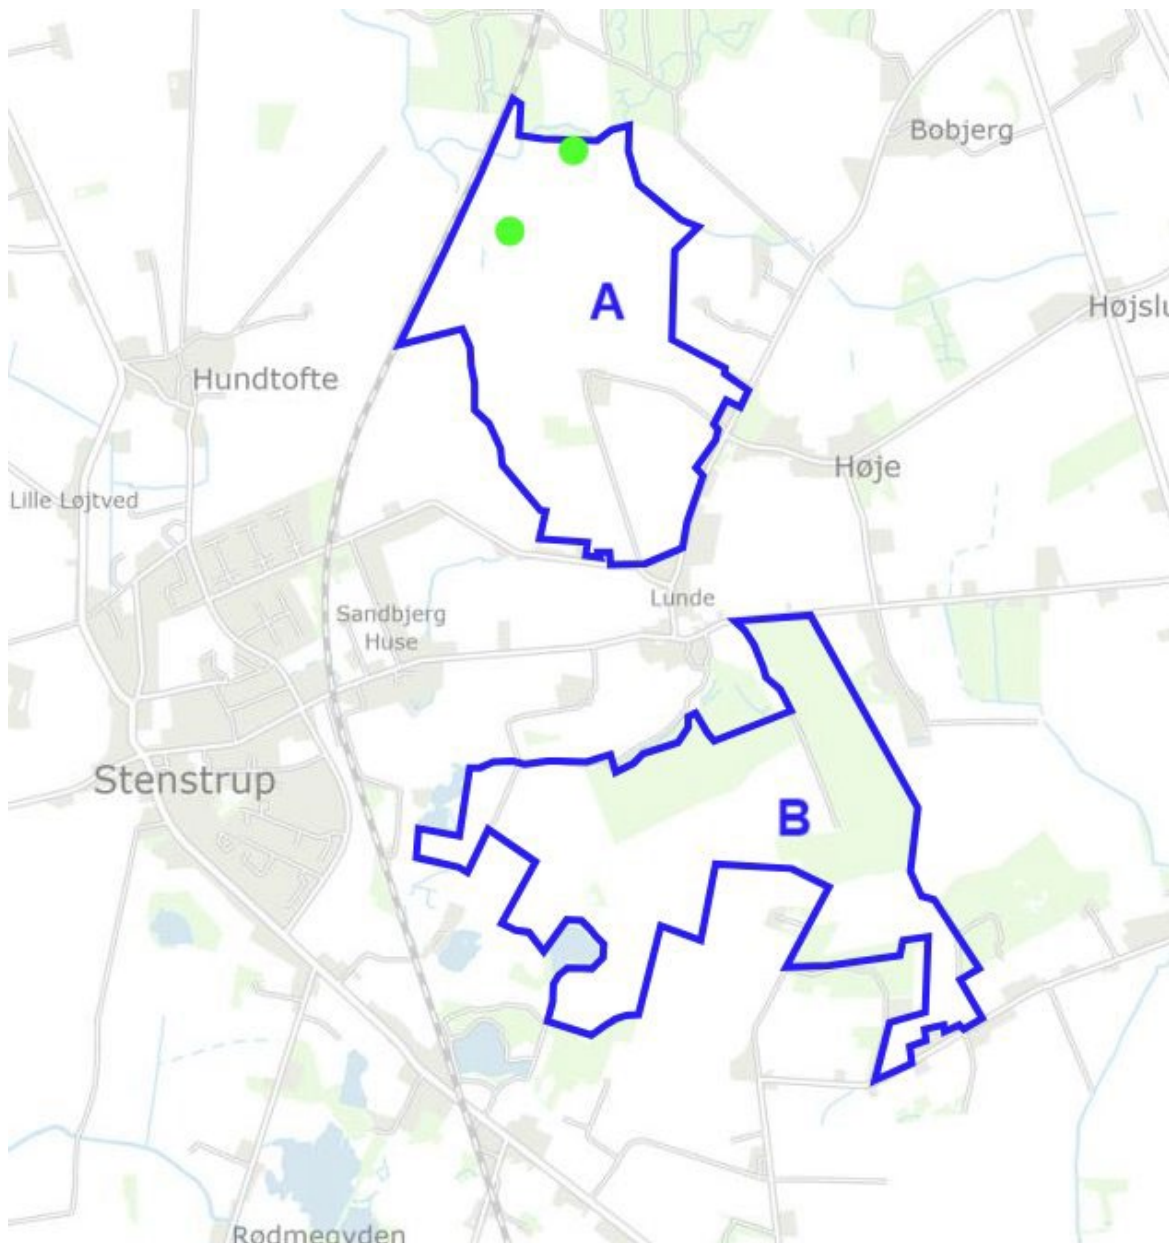 Bobjerg
A
Højslu
Hundtofte
Høje
Lille Løjtved
Lunde
Sandbjerg
Huse
Stenstrup
B
Rødmegyden